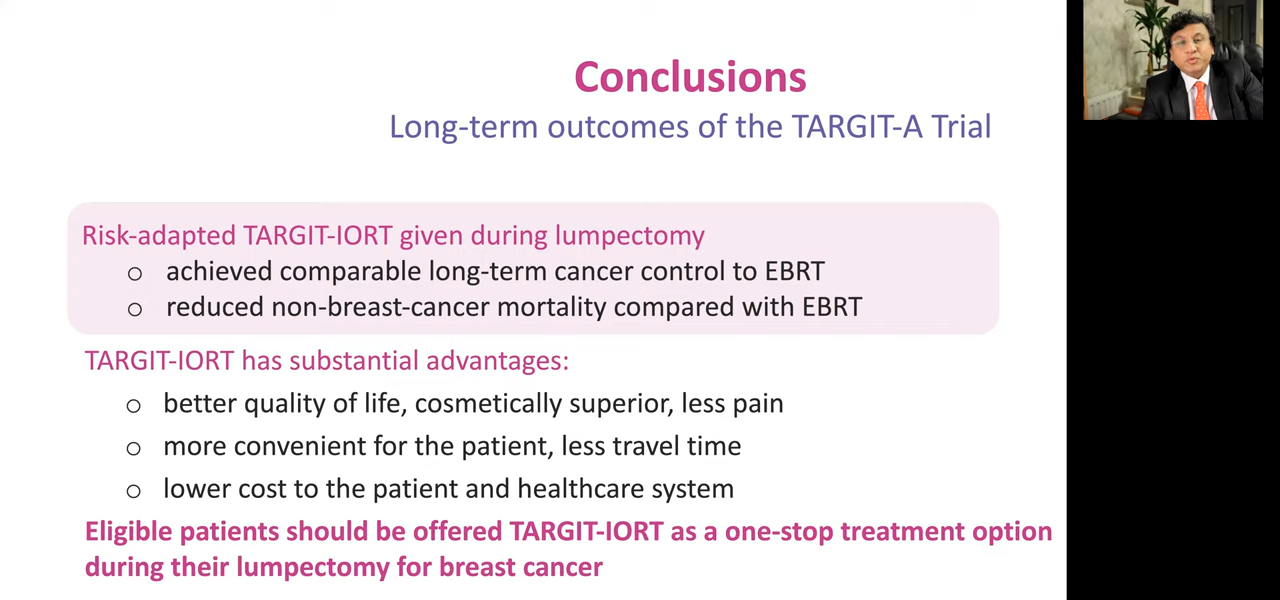 Conclusions
Long-term outcomes of the TARGIT-A Trial
Risk-adapted TARGIT-IORT given during lumpectomy
o achieved comparable long-term cancer control to EBRT
o reduced non-breast-cancer mortality compared with EBRT
TARGIT-IORT has substantial advantages:
o better quality of life, cosmetically superior, less pain
o more convenient for the patient, less travel time
o lower cost to the patient and healthcare system
Eligible patients should be offered TARGIT-IORT as a one-stop treatment option
during their lumpectomy for breast cancer